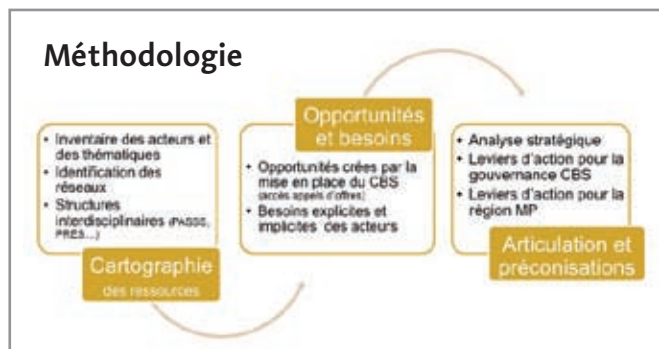 Méthodologie
• Inventaire des acteurs et
des thématiques
• Identification des
réseaux
• Structures
interdisciplinaires (PASSS,
PRES…)
Cartographie
des ressources
Opportunités
et besoins
• Opportunités crées par la
mise en place du CBS
(accès appels d'offres)
• Besoins explicites et
implicites des acteurs
• Analyse stratégique
• Leviers d'action pour la
gouvernance CBS
• Leviers d'action pour la
région MP
Articulation et
préconisations